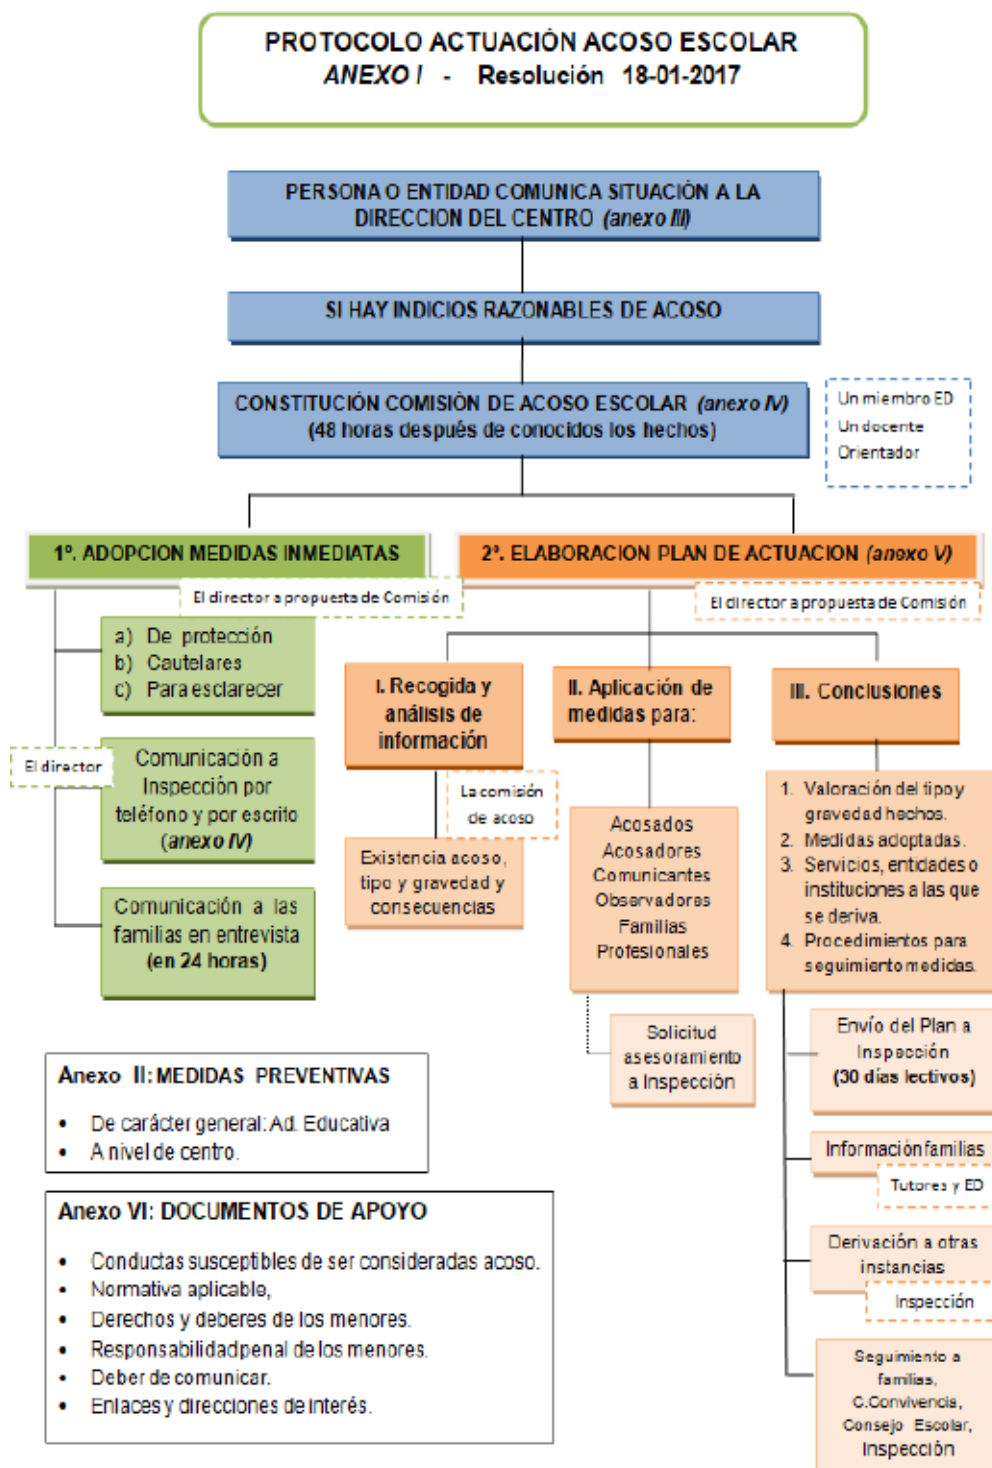 PROTOCOLO ACTUACIÓN ACOSO ESCOLAR
ANEXO I - Resolución 18-01-2017
PERSONA O ENTIDAD COMUNICA SITUACIÓN A LA
DIRECCION DEL CENTRO (anexo III)
SI HAY INDICIOS RAZONABLES DE ACOSO
CONSTITUCIÓN COMISIÓN DE ACOSO ESCOLAR (anexo IV)
(48 horas después de conocidos los hechos)
Un miembro ED
Un docente
Orientador
1º. ADOPCION MEDIDAS INMEDIATAS
El director a propuesta de Comisión
a) De protección
b) Cautelares
c) Para esclarecer
El director
Comunicación a
Inspección por
teléfono y por escrito
(anexo IV)
Comunicación a las
familias en entrevista
(en 24 horas)
2º. ELABORACION PLAN DE ACTUACION (anexo V)
El director a propuesta de Comisión
I. Recogida y
análisis de
información
La comisión
de acoso
Existencia acoso,
tipo y gravedad y
consecuencias
II. Aplicación de
medidas para:
Acosados
Acosadores
Comunicantes
Observadores
Familias
Profesionales
Solicitud
asesoramiento
a Inspección
III. Conclusiones
1. Valoración del tipo y
gravedad hechos.
2. Medidas adoptadas.
3. Servicios, entidades o
instituciones a las que
se deriva.
4. Procedimientos para
seguimiento medidas.
Envío del Plan a
Inspección
(30 días lectivos)
Información familias
Tutores y ED
Derivación a otras
instancias
Inspección
Seguimiento a
familias,
C.Convivencia,
Consejo Escolar,
Inspección
Anexo II: MEDIDAS PREVENTIVAS
• De carácter general: Ad. Educativa
• A nivel de centro.
Anexo VI: DOCUMENTOS DE APOYO
• Conductas susceptibles de ser consideradas acoso.
• Normativa aplicable,
• Derechos y deberes de los menores.
• Responsabilidad penal de los menores.
• Deber de comunicar.
• Enlaces y direcciones de interés.